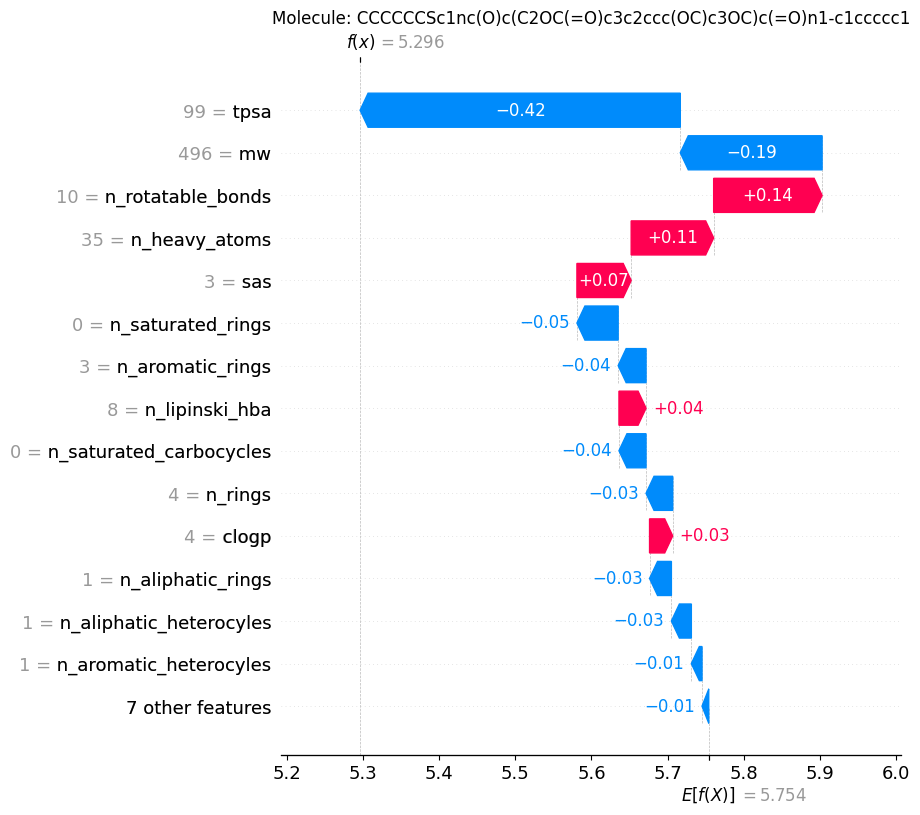 Molecule: CCCCCCSc1nc(O)c(C2OC(=O)c3c2ccc(OC)c3OC)c(=O)n1-c1ccccc1
f(x) = 5.296
99 = tpsa
−0.42
496 = mw
−0.19
10 = n_rotatable_bonds
+0.14
35 = n_heavy_atoms
+0.11
3 = sas
+0.07
0 = n_saturated_rings
−0.05
3 = n_aromatic_rings
−0.04
8 = n_lipinski_hba
+0.04
0 = n_saturated_carbocycles
−0.04
4 = n_rings
−0.03
4 = clogp
+0.03
1 = n_aliphatic_rings
−0.03
1 = n_aliphatic_heterocyles
−0.03
1 = n_aromatic_heterocyles
−0.01
7 other features
−0.01
5.2 5.3 5.4 5.5 5.6 5.7 5.8 5.9 6.0
E[f(X)] = 5.754